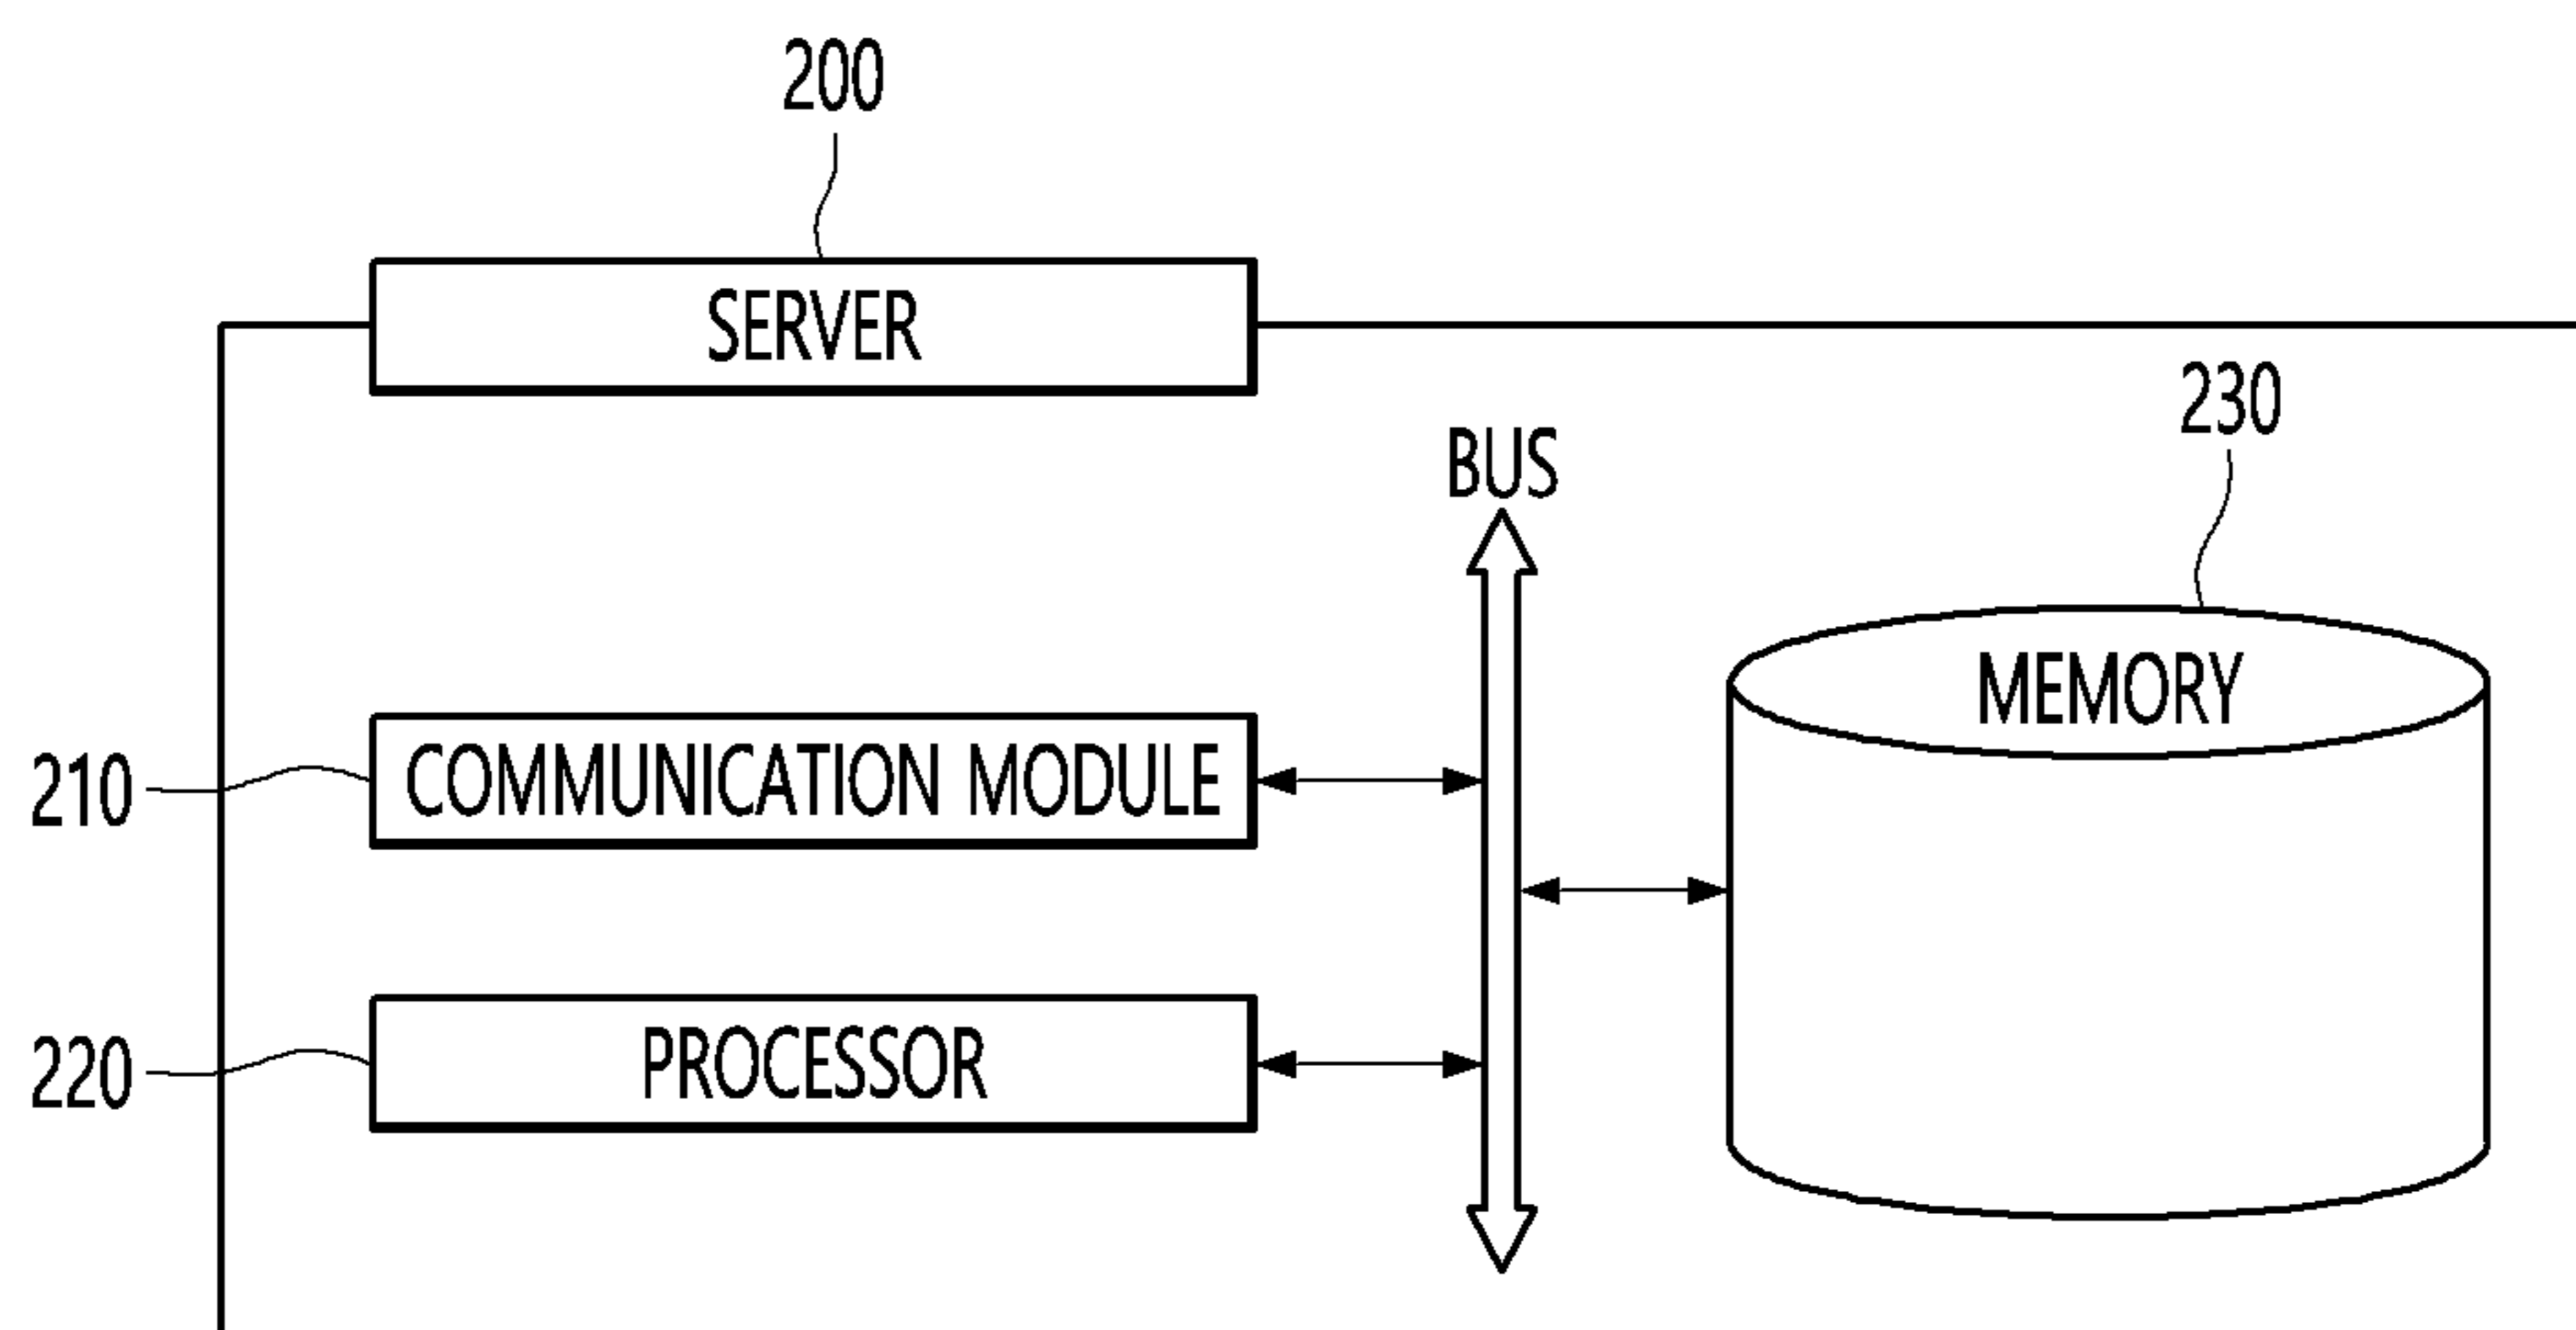 200
SERVER
230
BUS
MEMORY
210
COMMUNICATION MODULE
220
PROCESSOR